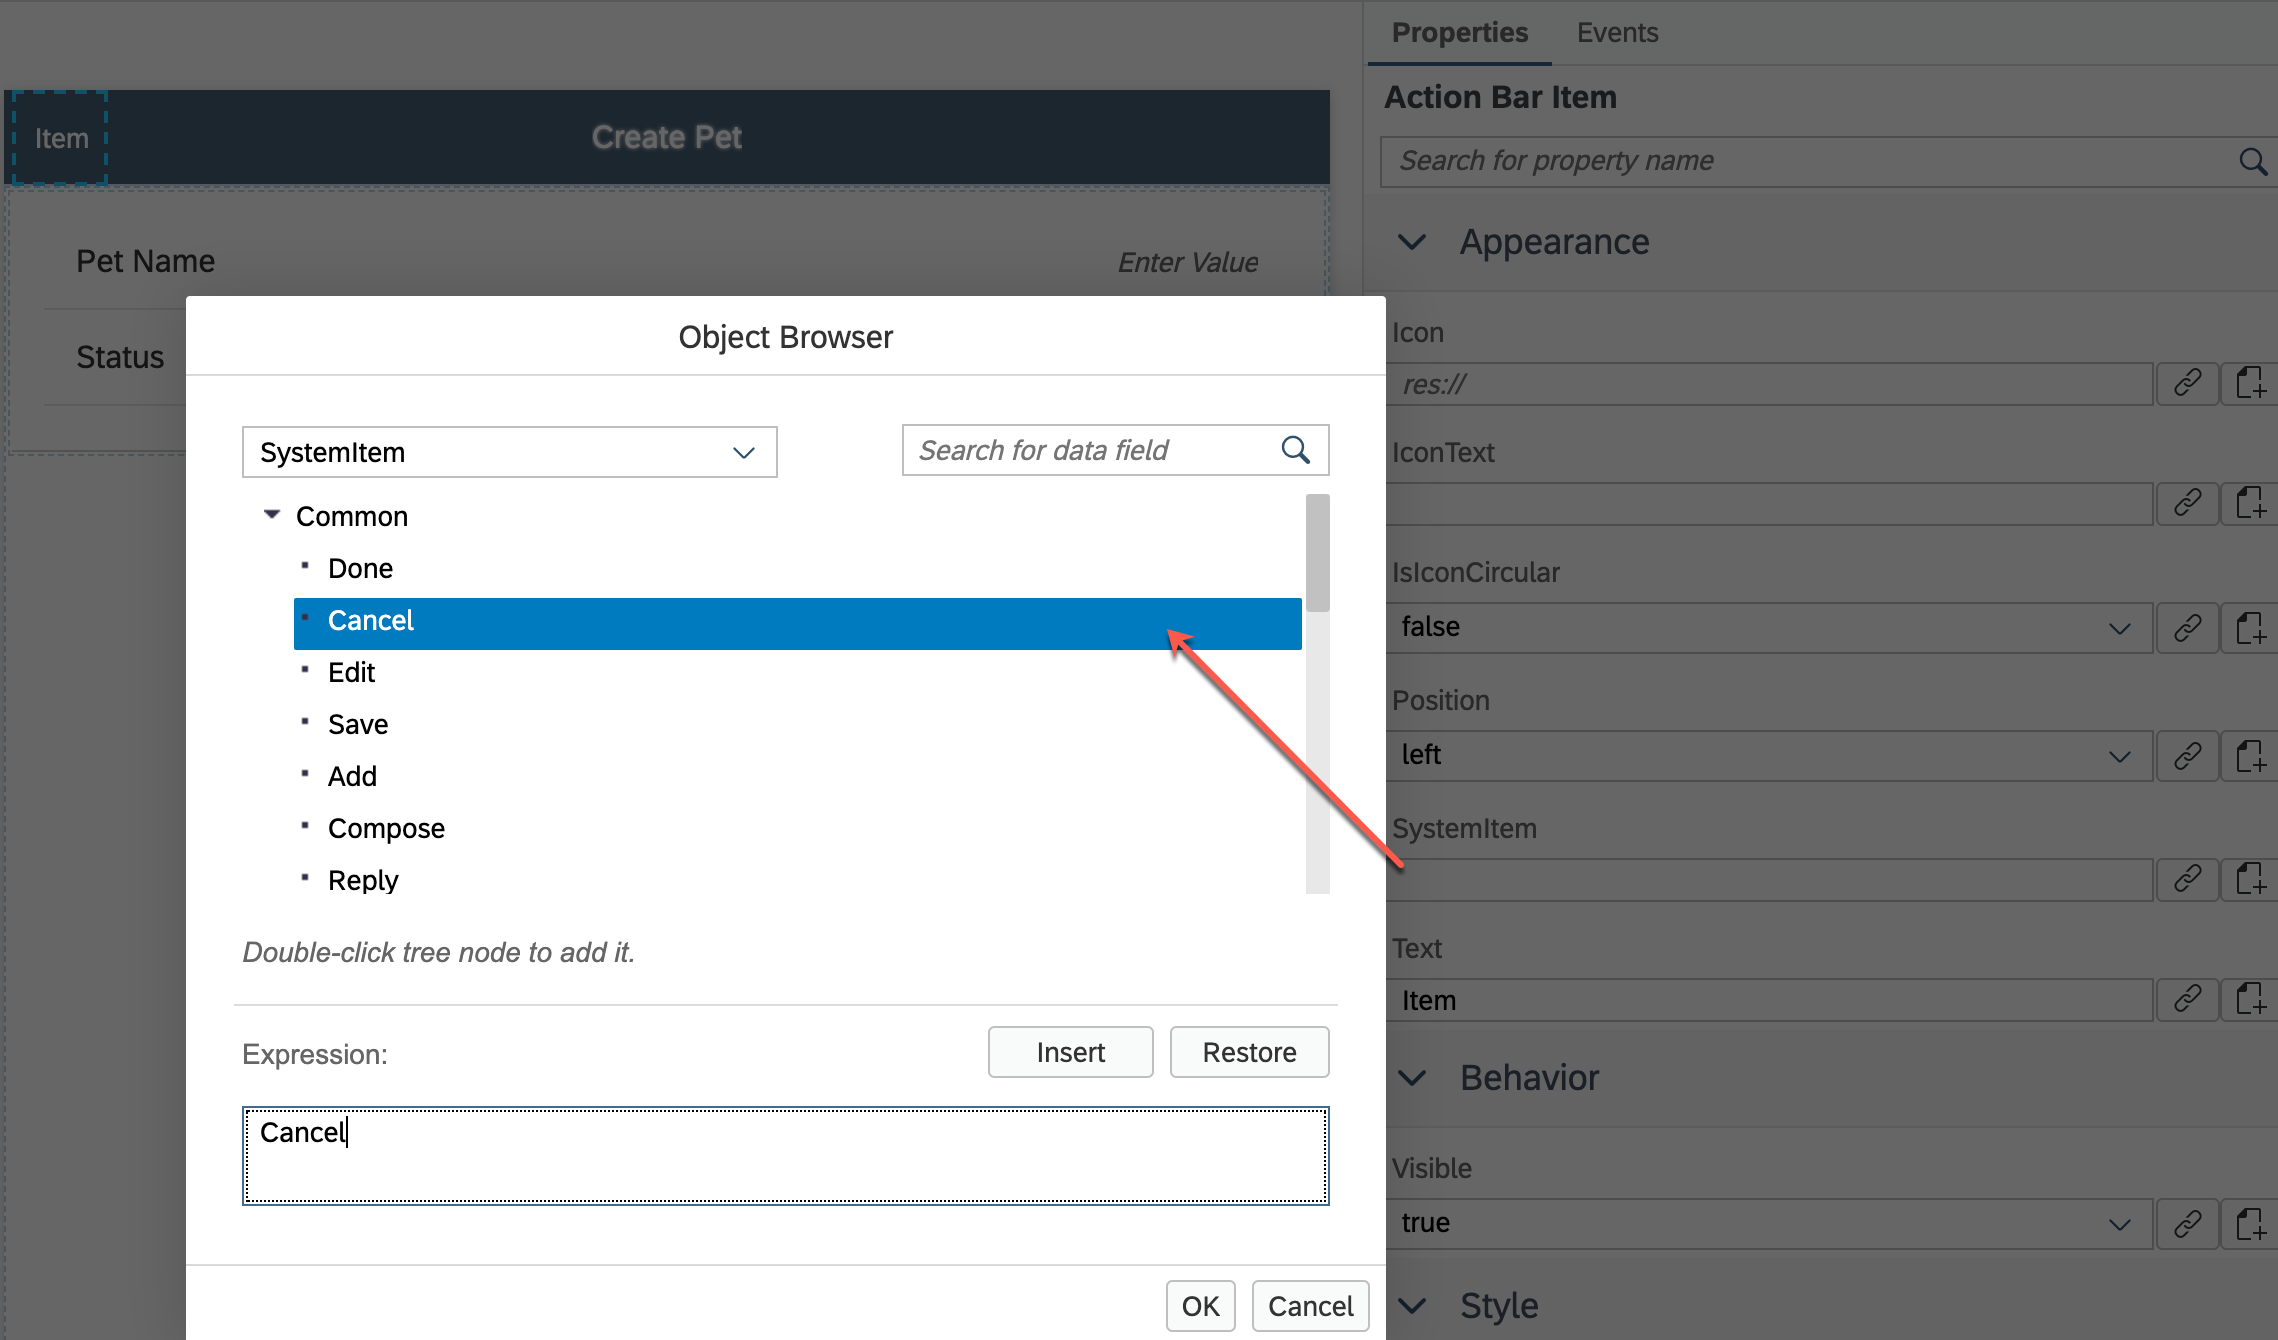 Properties
Events
Action Bar Item
Search for property name
Item
Create Pet
Pet Name
Enter Value
Status
Object Browser
SystemItem
Search for data field
Common
Done
Cancel
Edit
Save
Add
Compose
Reply
Double-click tree node to add it.
Expression:
Insert
Restore
Cancel
OK
Cancel
Appearance
Icon
res://
IconText
IsIconCircular
false
Position
left
SystemItem
Text
Item
Behavior
Visible
true
Style